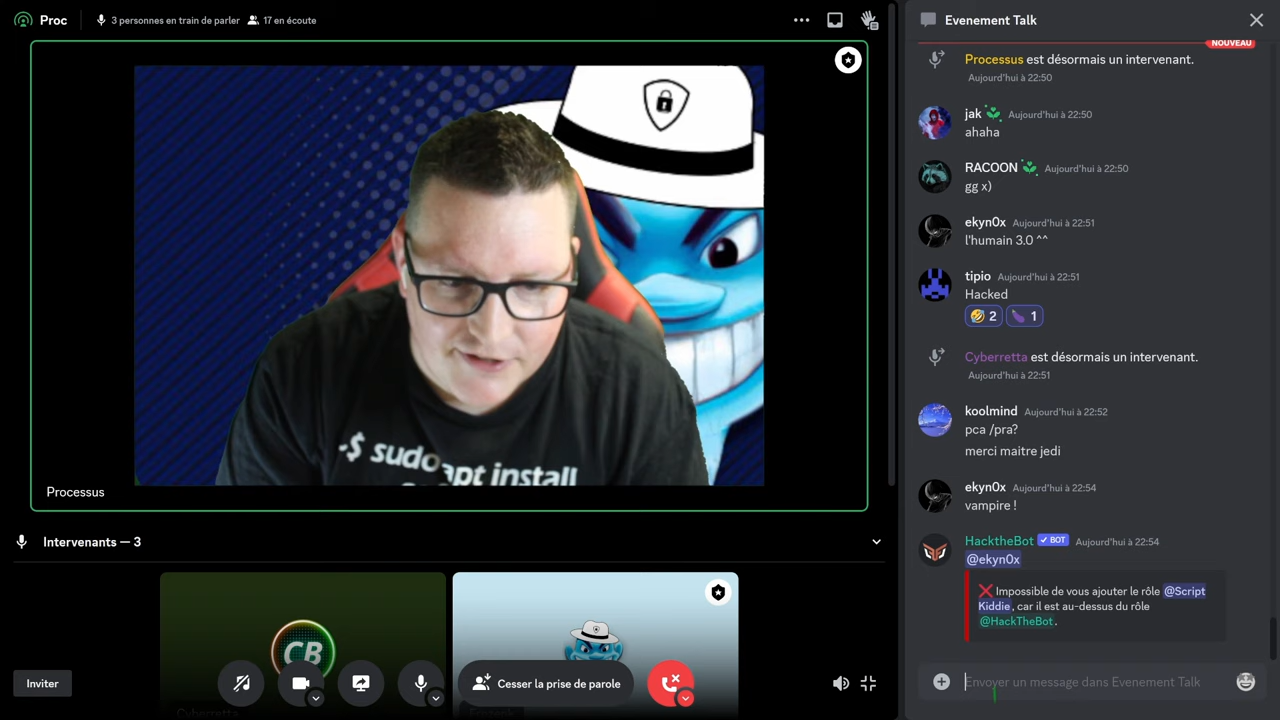 Proc
3 personnes en train de parler
17 en écoute
Evenement Talk
NOUVEAU
Processus est désormais un intervenant.
Aujourd'hui à 22:50
jak Aujourd'hui à 22:50
ahaha
RACOON Aujourd'hui à 22:50
gg x)
ekyn0x Aujourd'hui à 22:51
l'humain 3.0 ^^
tipio Aujourd'hui à 22:51
Hacked
2
1
Cyberretta est désormais un intervenant.
Aujourd'hui à 22:51
koolmind Aujourd'hui à 22:52
pca /pra?
merci maitre jedi
ekyn0x Aujourd'hui à 22:54
vampire !
HacktheBot BOT Aujourd'hui à 22:54
@ekyn0x
Impossible de vous ajouter le rôle @Script
Kiddie, car il est au-dessus du rôle
@HackTheBot.
Envoyer un message dans Evenement Talk
~$ sudo apt install
Processus
Intervenants — 3
CB
Cyberretta
Inviter
Cesser la prise de parole